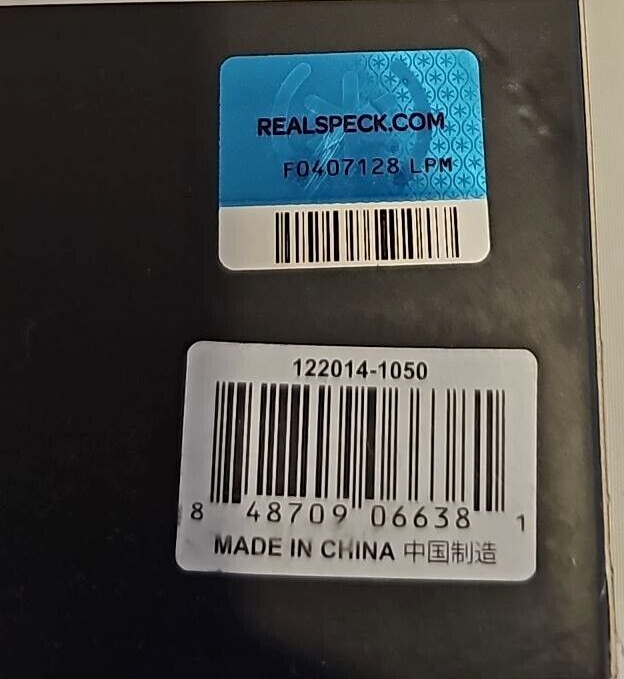 REALSPECK.COM
F0407128 LPM
122014-1050
8 48709 06638 1
MADE IN CHINA 中国制造